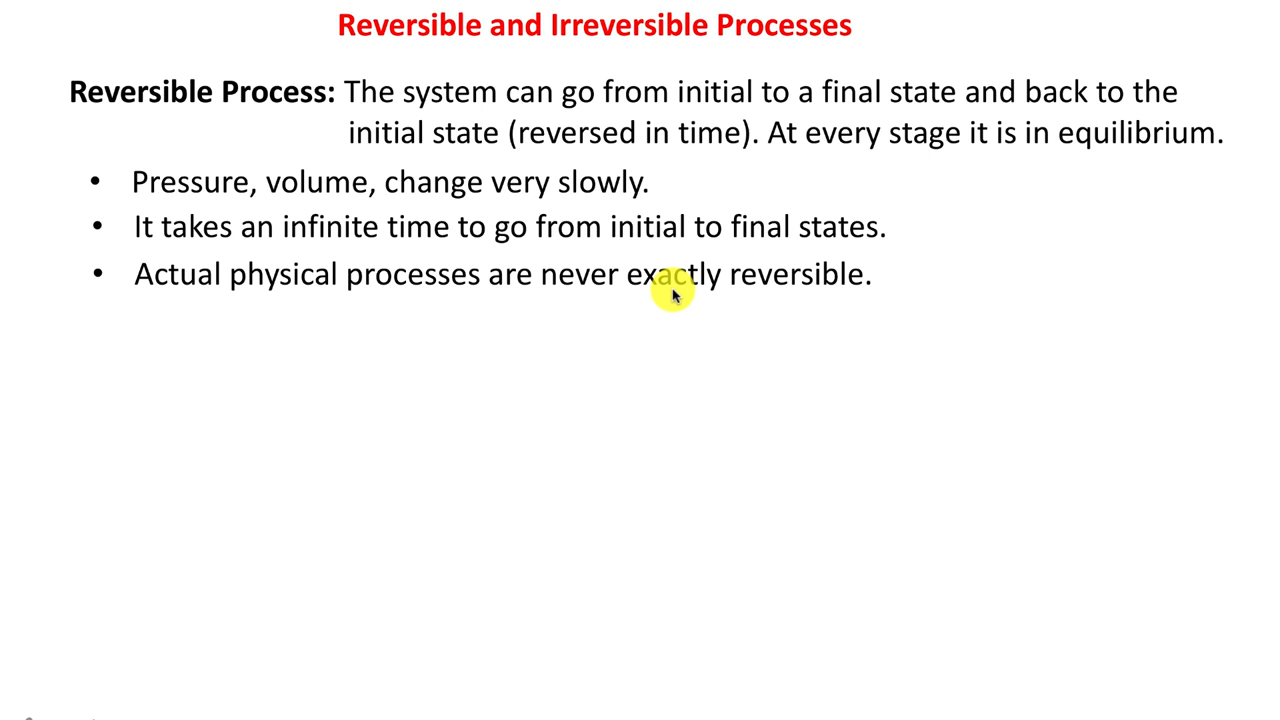 Reversible and Irreversible Processes
Reversible Process: The system can go from initial to a final state and back to the
initial state (reversed in time). At every stage it is in equilibrium.
• Pressure, volume, change very slowly.
• It takes an infinite time to go from initial to final states.
• Actual physical processes are never exactly reversible.